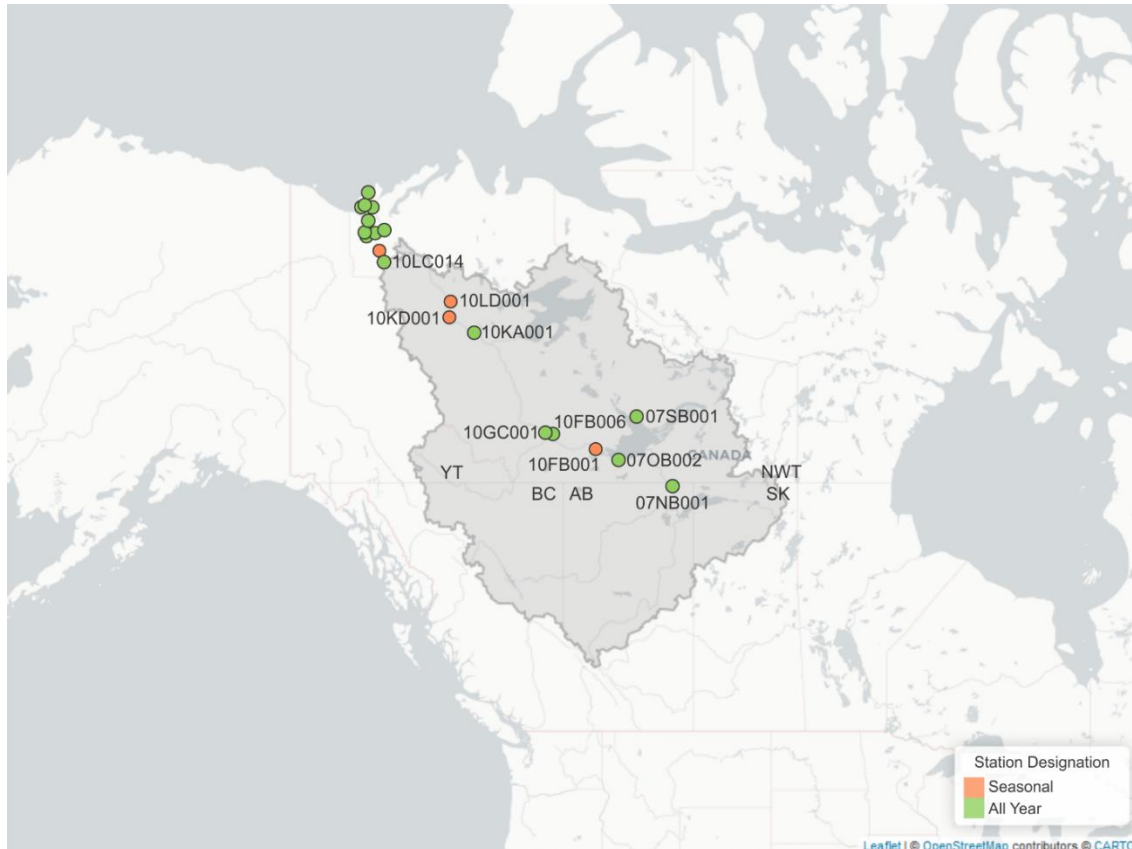 10LC014
10LD001
10KD001
10KA001
07SB001
10FB006
10GC001
CANADA
10FB001
07OB002
YT
NWT
BC AB
SK
07NB001
Station Designation
Seasonal
All Year
Leaflet | © OpenStreetMap contributors © CARTO